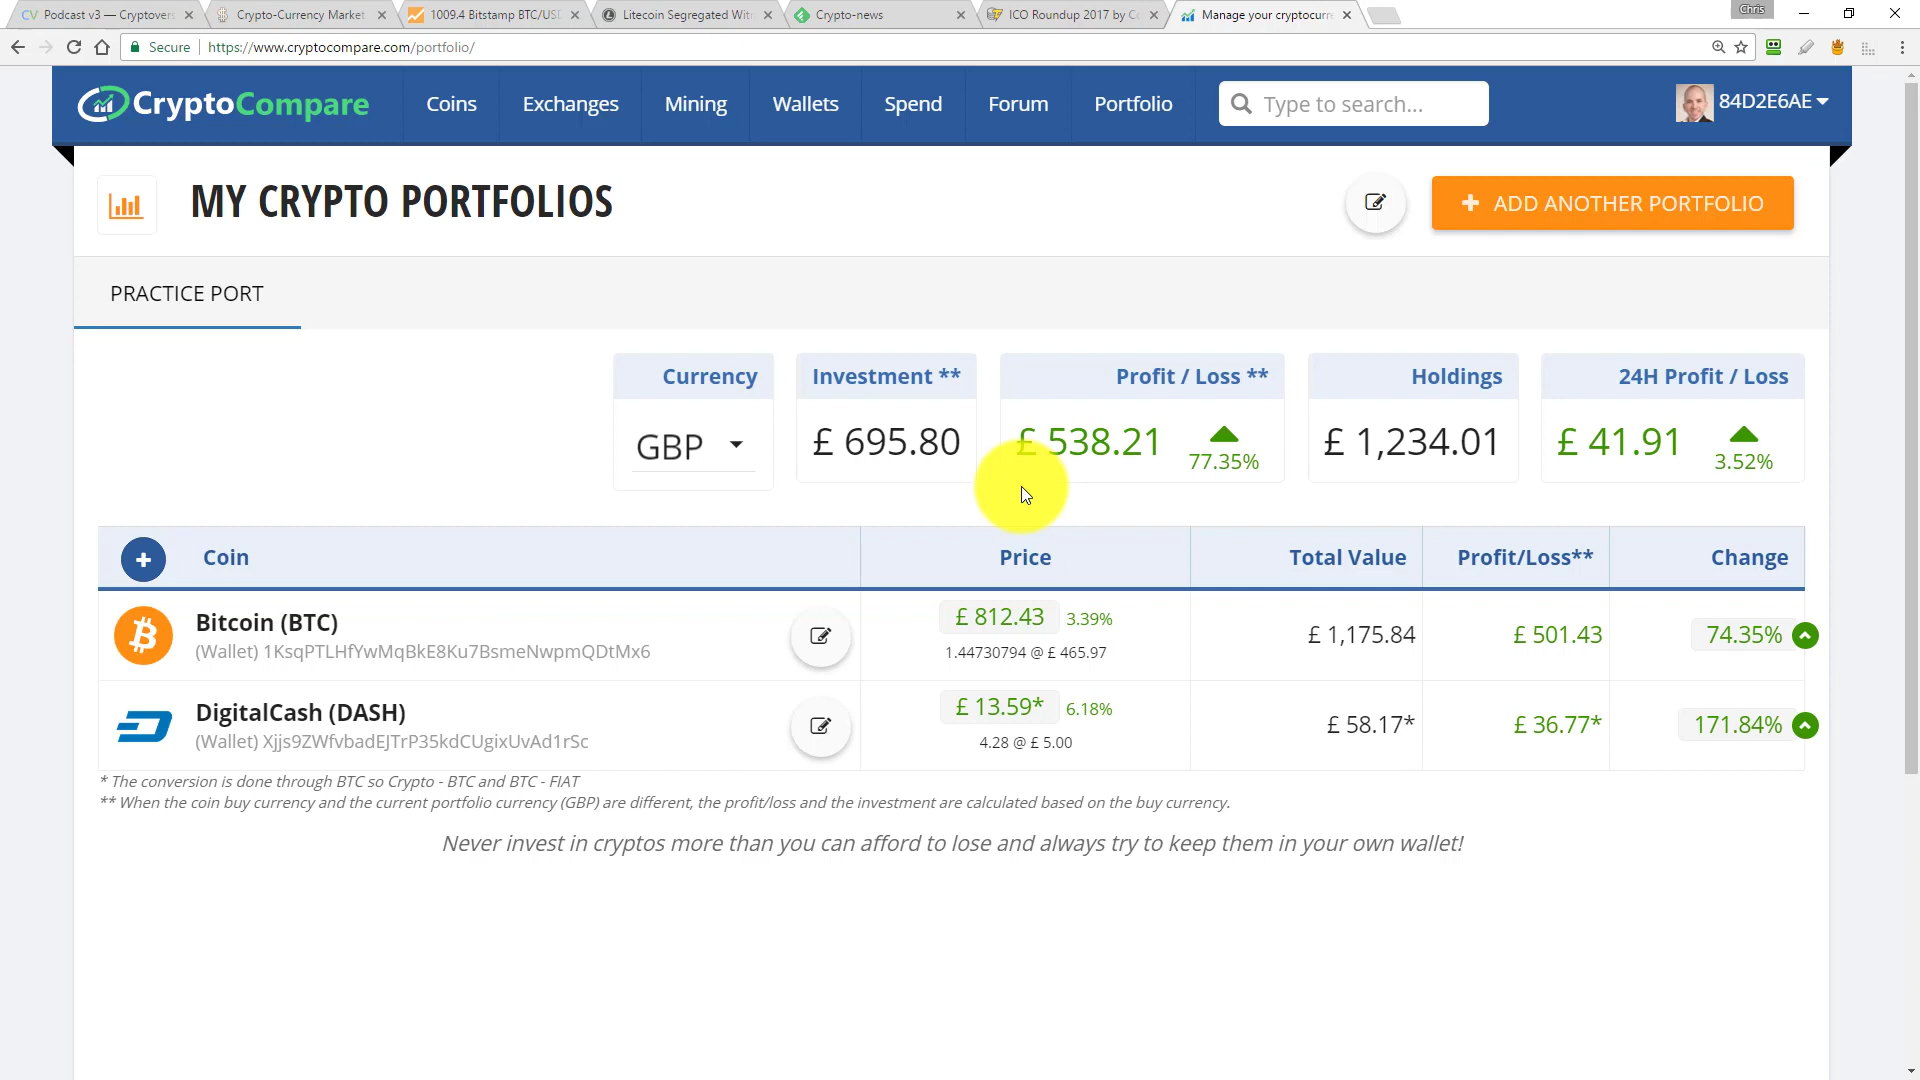 CV Podcast v3 — Cryptovers
Crypto-Currency Market
1009.4 Bitstamp BTC/USD
Litecoin Segregated Wit
Crypto-news
ICO Roundup 2017 by Co
Manage your cryptocurre
Chris
Secure https://www.cryptocompare.com/portfolio/
CryptoCompare
Coins Exchanges Mining Wallets Spend Forum Portfolio
Type to search...
84D2E6AE
MY CRYPTO PORTFOLIOS
+ ADD ANOTHER PORTFOLIO
PRACTICE PORT
Currency Investment ** Profit / Loss ** Holdings 24H Profit / Loss
GBP £ 695.80 £ 538.21 77.35% £ 1,234.01 £ 41.91 3.52%
+ Coin Price Total Value Profit/Loss** Change
Bitcoin (BTC) £ 812.43 3.39% £ 1,175.84 £ 501.43 74.35%
(Wallet) 1KsqPTLHfYwMqBkE8Ku7BsmeNwpmQDtMx6 1.44730794 @ £ 465.97
DigitalCash (DASH) £ 13.59* 6.18% £ 58.17* £ 36.77* 171.84%
(Wallet) Xjjs9ZWfvbadEJTrP35kdCUgixUvAd1rSc 4.28 @ £ 5.00
* The conversion is done through BTC so Crypto - BTC and BTC - FIAT
** When the coin buy currency and the current portfolio currency (GBP) are different, the profit/loss and the investment are calculated based on the buy currency.
Never invest in cryptos more than you can afford to lose and always try to keep them in your own wallet!